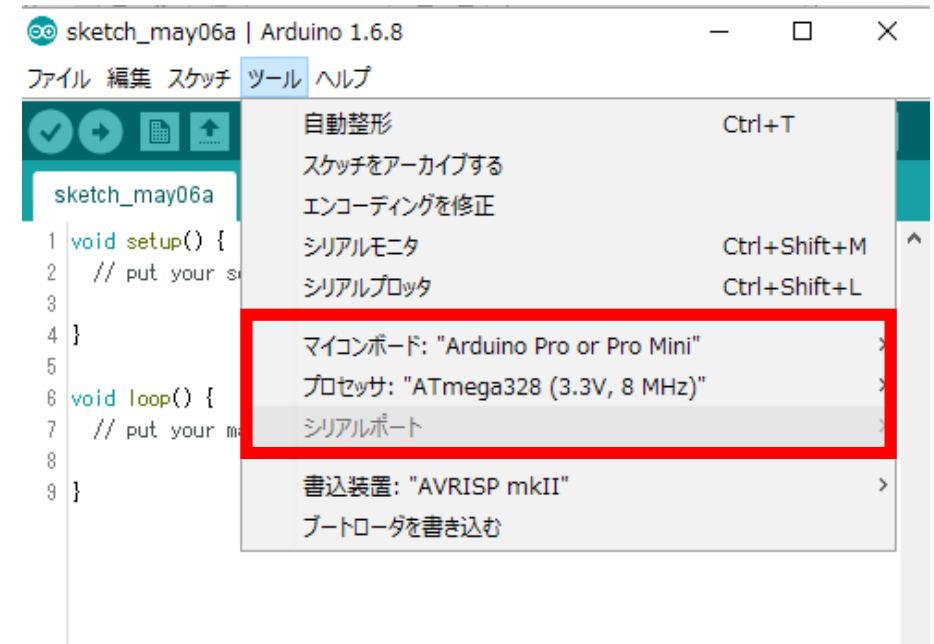 sketch_may06a | Arduino 1.6.8
ファイル 編集 スケッチ ツール ヘルプ
自動整形 Ctrl+T
スケッチをアーカイブする
sketch_may06a
エンコーディングを修正
1 void setup() {
シリアルモニタ Ctrl+Shift+M
2 // put your s
シリアルプロッタ Ctrl+Shift+L
3
4 }
マイコンボード: "Arduino Pro or Pro Mini"
5
プロセッサ: "ATmega328 (3.3V, 8 MHz)"
6 void loop() {
シリアルポート
7 // put your m
8
書込装置: "AVRISP mkII"
9 }
ブートローダを書き込む